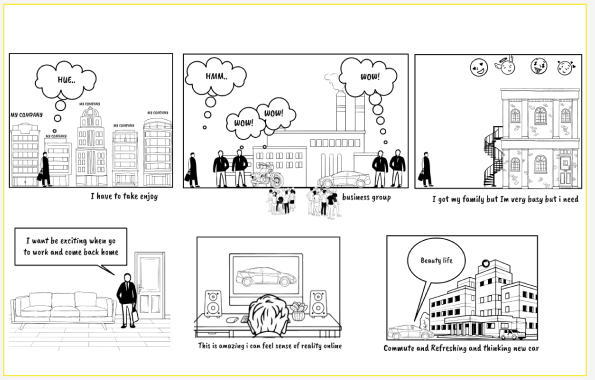 HUE..
MY COMPANY
MY COMPANY
MY COMPANY
MY COMPANY
MY COMPANY
I have to take enjoy
HMM..
WOW!
WOW!
WOW!
business group
I got my family but Im very busy but i need
I want be exciting when go
to work and come back home
This is amazing i can feel sense of reality online
Beauty life
Commute and Refreshing and thinking new car